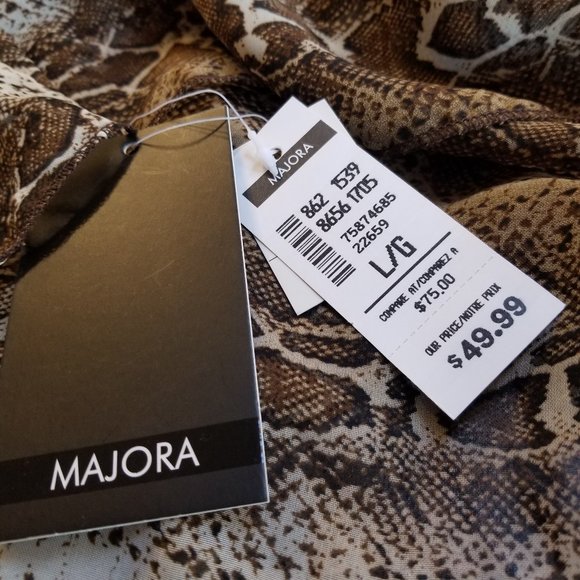 MAJORA
MAJORA
862 1539
8656 1705
75874685
22659
L/G
COMPARE AT/COMPAREZ A
$75.00
OUR PRICE/NOTRE PRIX
$49.99